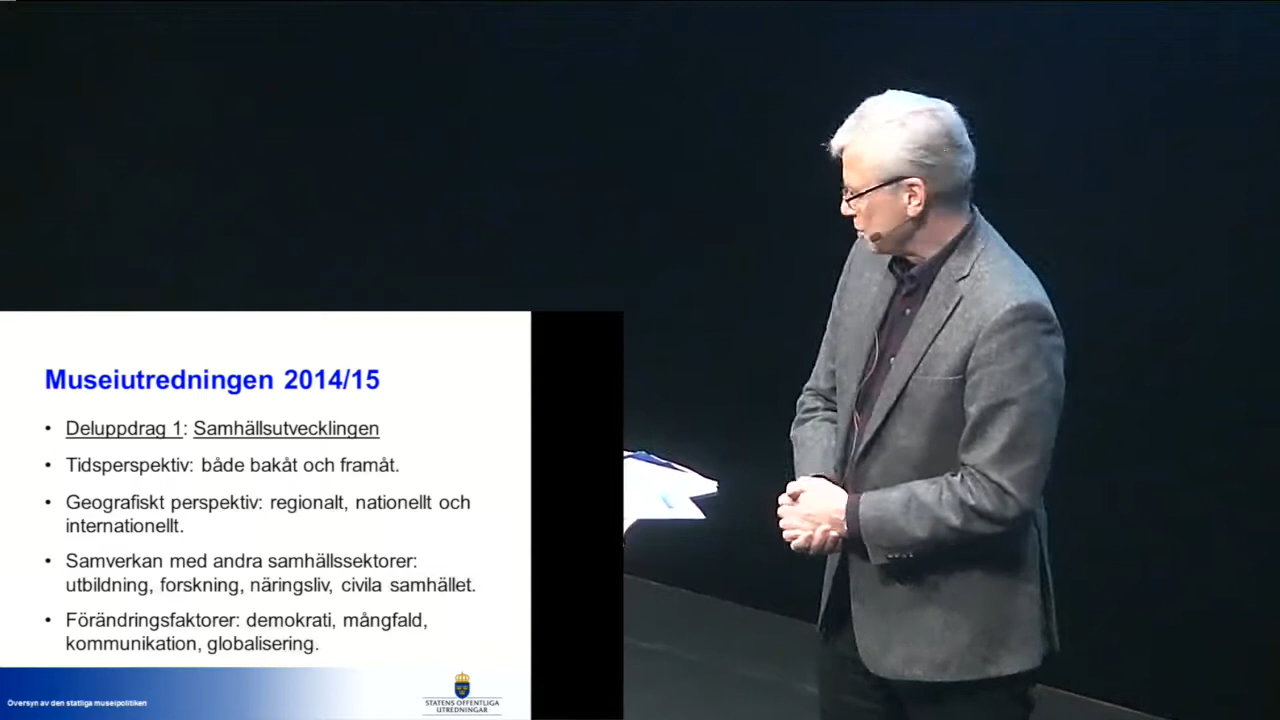 Museiutredningen 2014/15
• Deluppdrag 1: Samhällsutvecklingen
• Tidsperspektiv: både bakåt och framåt.
• Geografiskt perspektiv: regionalt, nationellt och
internationellt.
• Samverkan med andra samhällssektorer:
utbildning, forskning, näringsliv, civila samhället.
• Förändringsfaktorer: demokrati, mångfald,
kommunikation, globalisering.
Översyn av den statliga museipolitiken
STATENS OFFENTLIGA
UTREDNINGAR